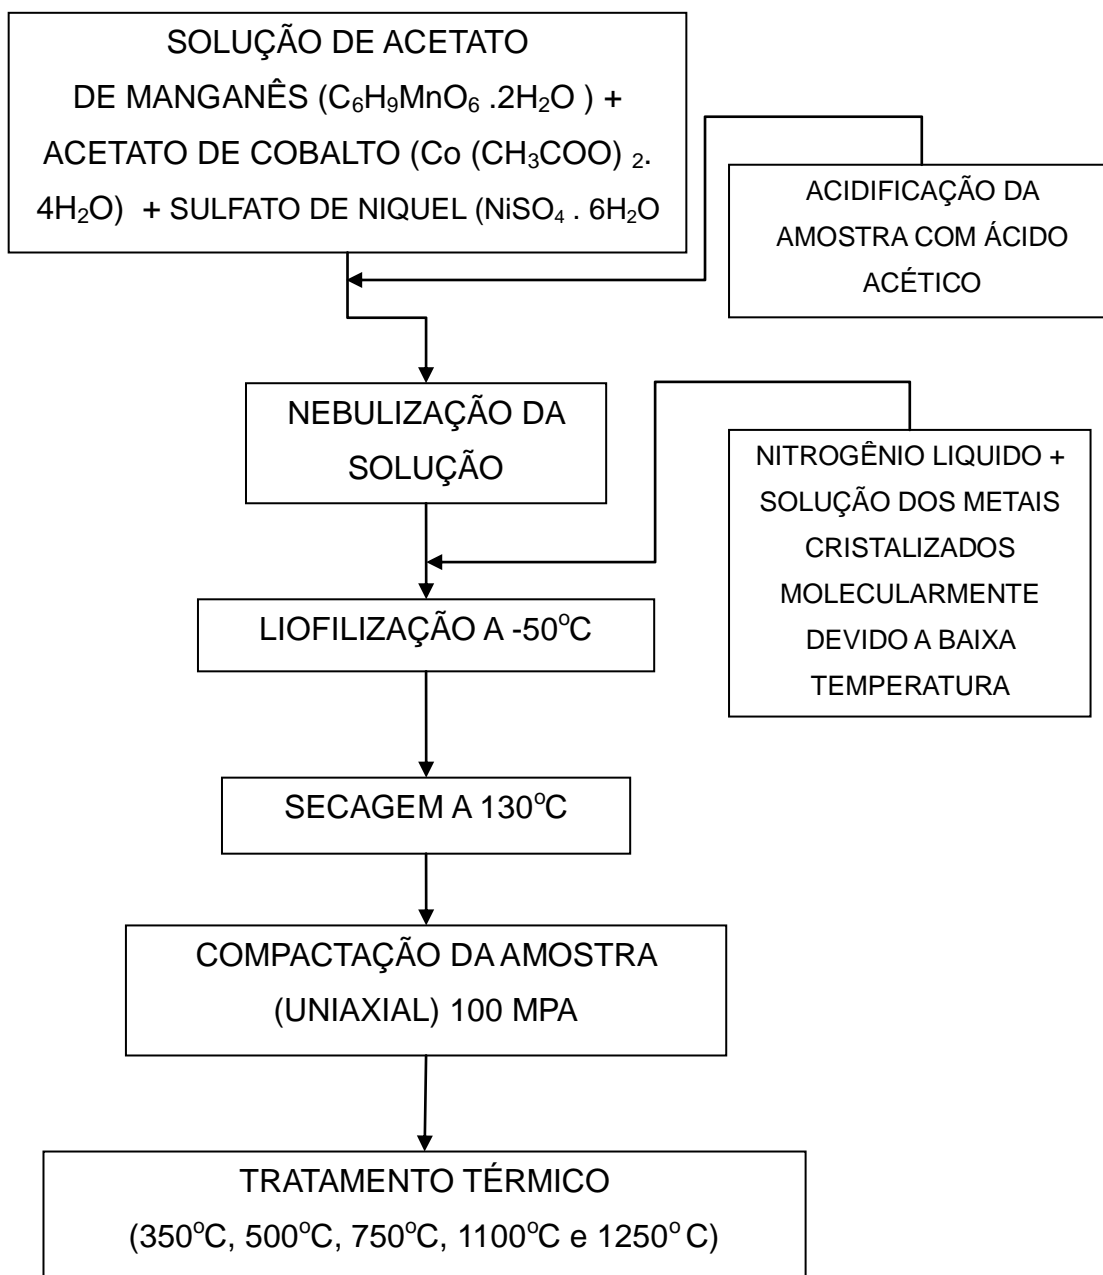 SOLUÇÃO DE ACETATO
DE MANGANÊS (C₆H₉MnO₆ .2H₂O ) +
ACETATO DE COBALTO (Co (CH₃COO) ₂.
4H₂O) + SULFATO DE NIQUEL (NiSO₄ . 6H₂O
ACIDIFICAÇÃO DA
AMOSTRA COM ÁCIDO
ACÉTICO
NEBULIZAÇÃO DA
SOLUÇÃO
NITROGÊNIO LIQUIDO +
SOLUÇÃO DOS METAIS
CRISTALIZADOS
MOLECULARMENTE
DEVIDO A BAIXA
TEMPERATURA
LIOFILIZAÇÃO A -50°C
SECAGEM A 130°C
COMPACTAÇÃO DA AMOSTRA
(UNIAXIAL) 100 MPA
TRATAMENTO TÉRMICO
(350°C, 500°C, 750°C, 1100°C e 1250° C)